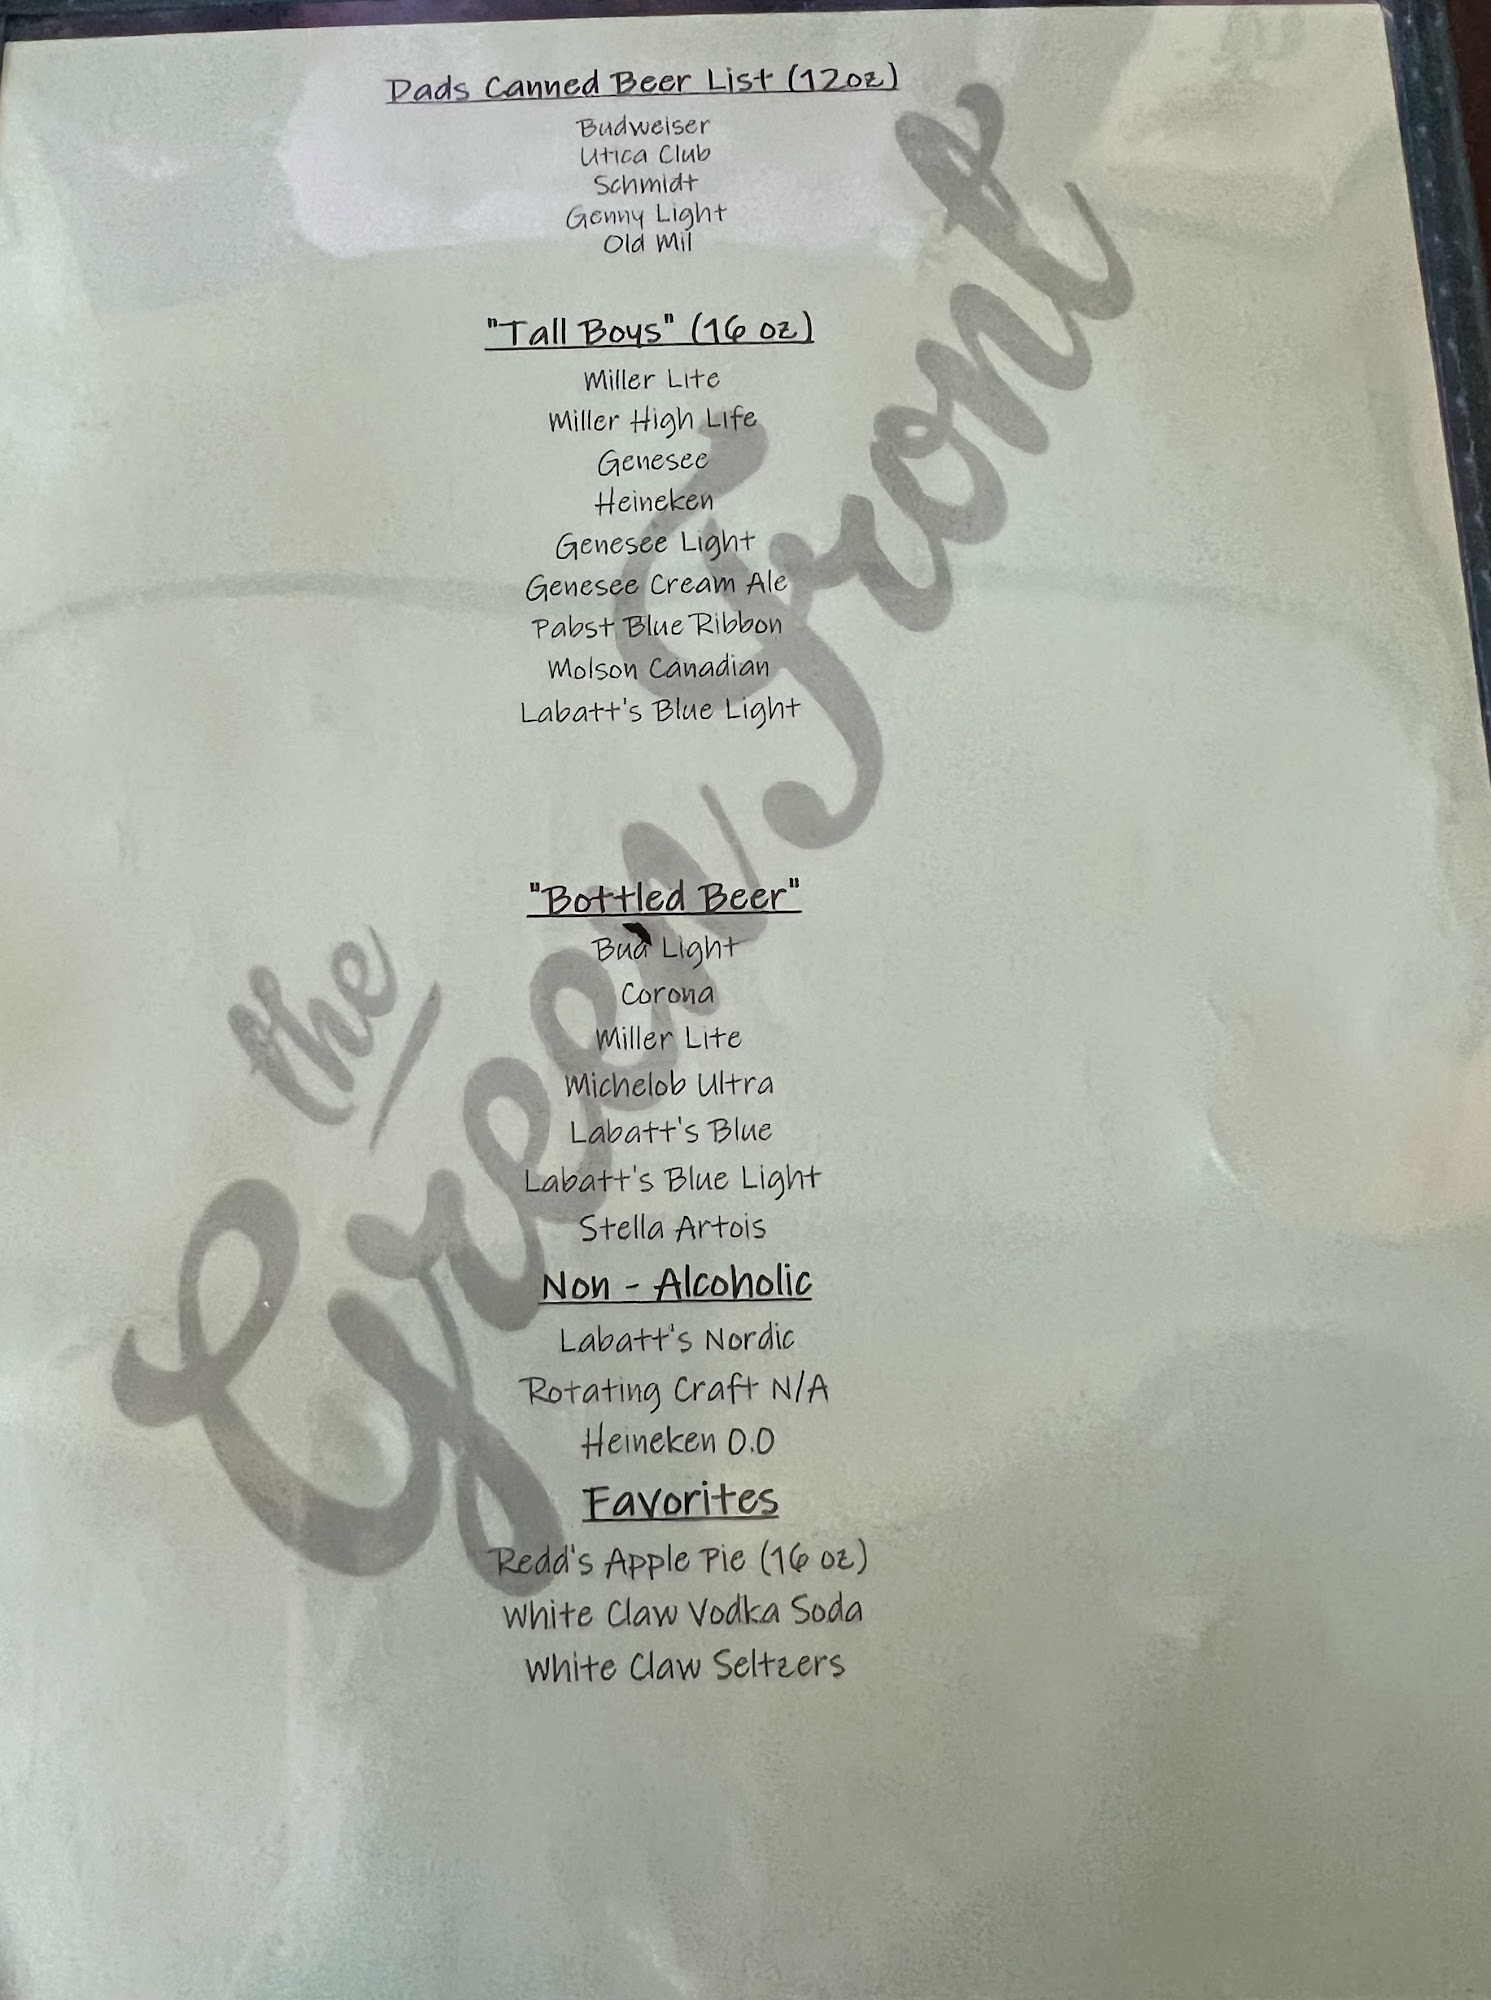 Dads Canned Beer List (12oz)
Budweiser
Utica Club
Schmidt
Genny Light
Old Mil
"Tall Boys" (16 oz)
Miller Lite
Miller High Life
Genesee
Heineken
Genesee Light
Genesee Cream Ale
Pabst Blue Ribbon
Molson Canadian
Labatt's Blue Light
"Bottled Beer"
Bud Light
Corona
Miller Lite
Michelob Ultra
Labatt's Blue
Labatt's Blue Light
Stella Artois
Non - Alcoholic
Labatt's Nordic
Rotating Craft N/A
Heineken 0.0
Favorites
Redd's Apple Pie (16 oz)
White Claw Vodka Soda
White Claw Seltzers
the
Green Front